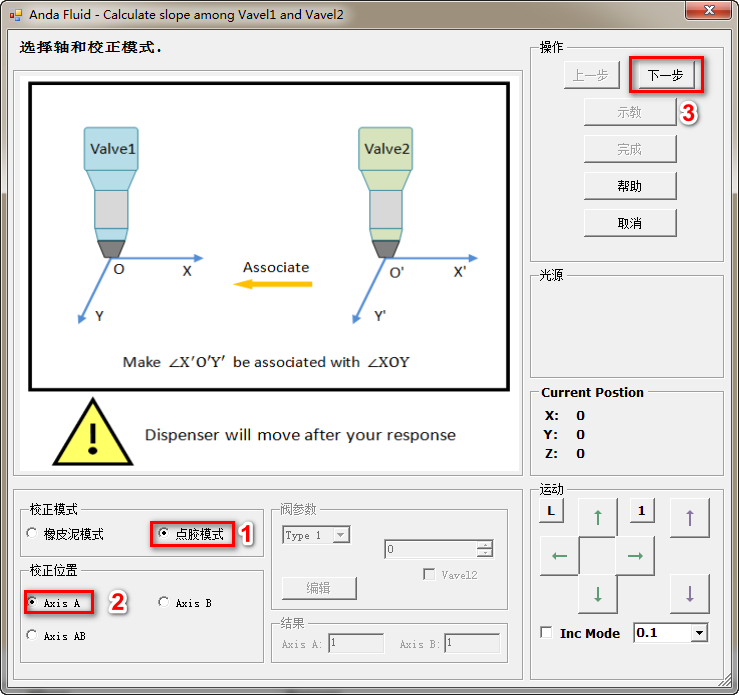 Anda Fluid - Calculate slope among Vavel1 and Vavel2
选择轴和校正模式.
Valve1
Valve2
O
X
Y
Associate
O'
X'
Y'
Make ∠X′O′Y′ be associated with ∠XOY
Dispenser will move after your response
操作
上一步
下一步
3
示教
完成
帮助
取消
光源
Current Postion
X: 0
Y: 0
Z: 0
校正模式
橡皮泥模式
点胶模式
1
校正位置
Axis A
2
Axis B
Axis AB
阀参数
Type 1
0
Vavel2
编辑
结果
Axis A: 1
Axis B: 1
运动
L
1
Inc Mode
0.1